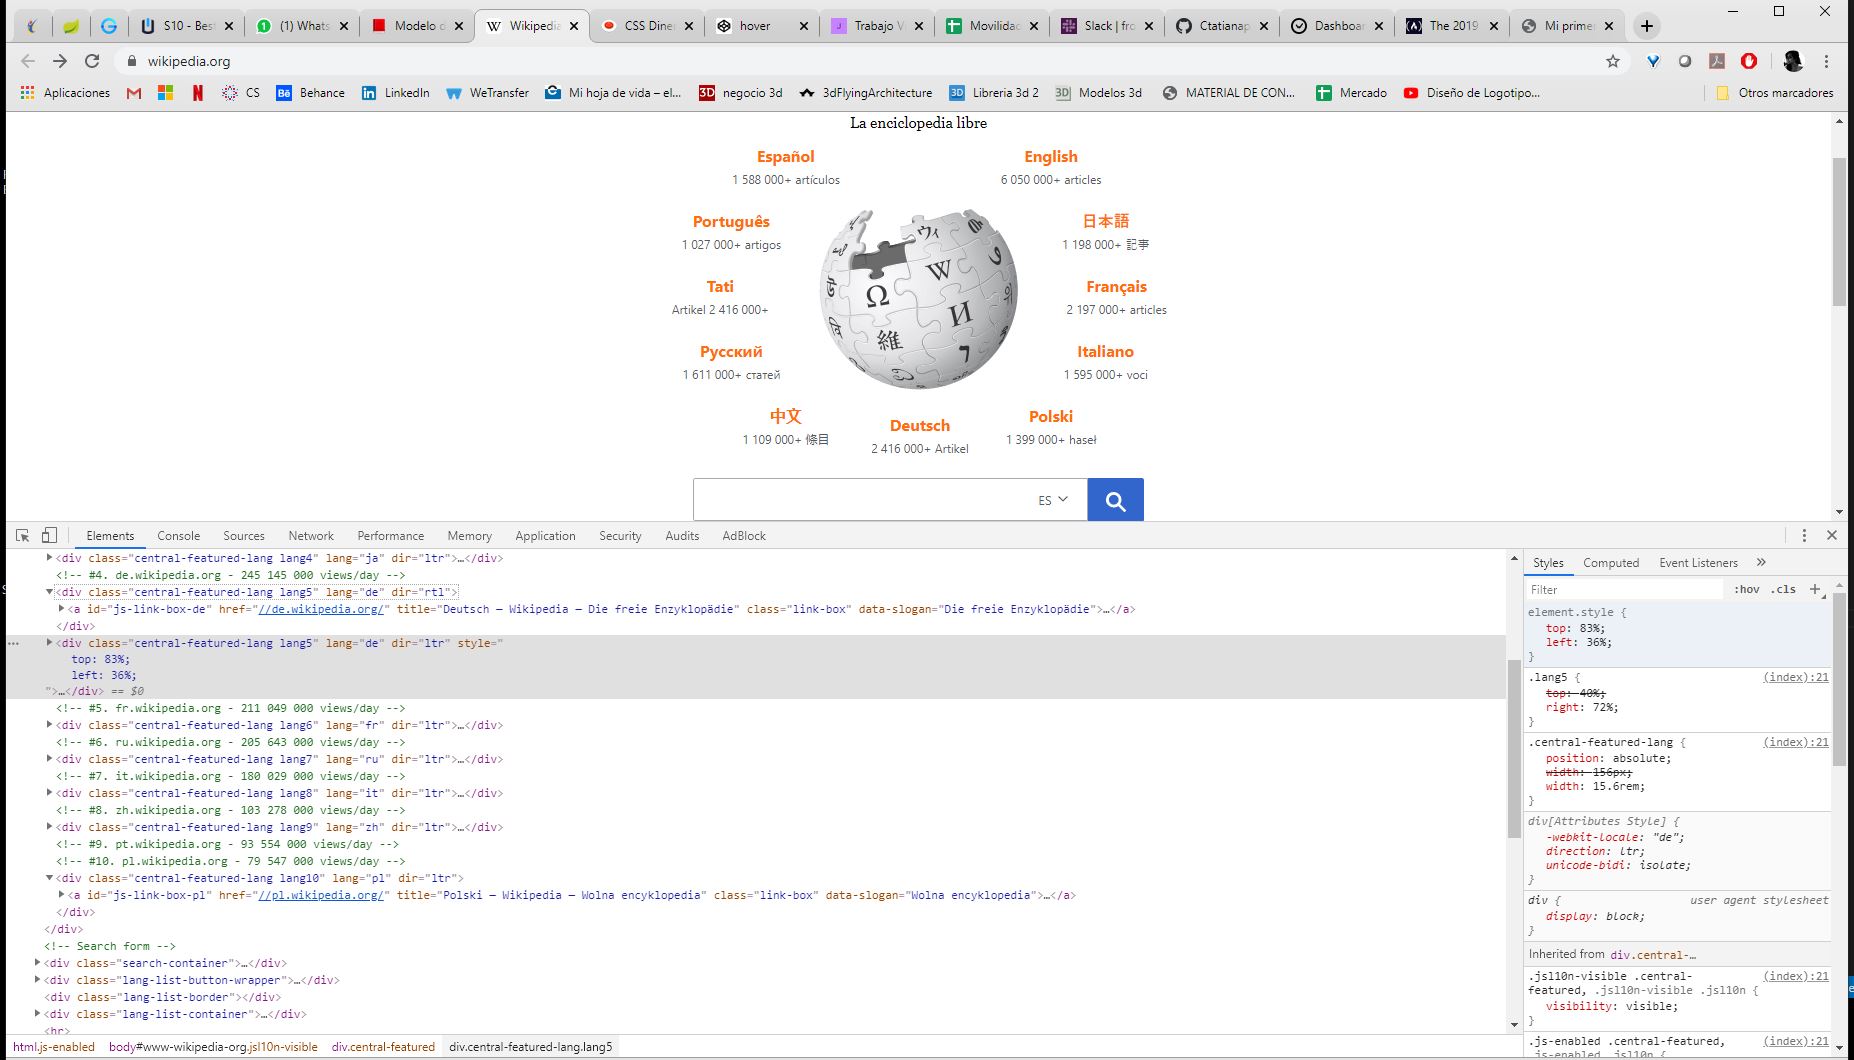 S10 - Bes
(1) Whats
Modelo d
Wikipedia
CSS Dine
hover
Trabajo V
Movilidad
Slack | fro
Ctatianap
Dashboar
The 2019
Mi prime
wikipedia.org
Aplicaciones
CS
Behance
LinkedIn
WeTransfer
Mi hoja de vida – el...
negocio 3d
3dFlyingArchitecture
Libreria 3d 2
Modelos 3d
MATERIAL DE CON...
Mercado
Diseño de Logotipo...
Otros marcadores
La enciclopedia libre
Español
1 588 000+ artículos
English
6 050 000+ articles
Português
1 027 000+ artigos
日本語
1 198 000+ 記事
Tati
Artikel 2 416 000+
Français
2 197 000+ articles
Русский
1 611 000+ статей
Italiano
1 595 000+ voci
中文
1 109 000+ 條目
Deutsch
2 416 000+ Artikel
Polski
1 399 000+ haseł
Ω W И 維 ウィ
ES
Elements Console Sources Network Performance Memory Application Security Audits AdBlock
<div class="central-featured-lang lang4" lang="ja" dir="ltr">…</div>
<!-- #4. de.wikipedia.org - 245 145 000 views/day -->
<div class="central-featured-lang lang5" lang="de" dir="rtl">
<a id="js-link-box-de" href="//de.wikipedia.org/" title="Deutsch — Wikipedia — Die freie Enzyklopädie" class="link-box" data-slogan="Die freie Enzyklopädie">…</a>
</div>
<div class="central-featured-lang lang5" lang="de" dir="ltr" style="
top: 83%;
left: 36%;
">…</div> == $0
<!-- #5. fr.wikipedia.org - 211 049 000 views/day -->
<div class="central-featured-lang lang6" lang="fr" dir="ltr">…</div>
<!-- #6. ru.wikipedia.org - 205 643 000 views/day -->
<div class="central-featured-lang lang7" lang="ru" dir="ltr">…</div>
<!-- #7. it.wikipedia.org - 180 029 000 views/day -->
<div class="central-featured-lang lang8" lang="it" dir="ltr">…</div>
<!-- #8. zh.wikipedia.org - 103 278 000 views/day -->
<div class="central-featured-lang lang9" lang="zh" dir="ltr">…</div>
<!-- #9. pt.wikipedia.org - 93 554 000 views/day -->
<!-- #10. pl.wikipedia.org - 79 547 000 views/day -->
<div class="central-featured-lang lang10" lang="pl" dir="ltr">
<a id="js-link-box-pl" href="//pl.wikipedia.org/" title="Polski — Wikipedia — Wolna encyklopedia" class="link-box" data-slogan="Wolna encyklopedia">…</a>
</div>
</div>
<!-- Search form -->
<div class="search-container">…</div>
<div class="lang-list-button-wrapper">…</div>
<div class="lang-list-border"></div>
<div class="lang-list-container">…</div>
<hr>
html.js-enabled body#www-wikipedia-org.jsl10n-visible div.central-featured div.central-featured-lang.lang5
Styles Computed Event Listeners »
Filter :hov .cls +
element.style {
top: 83%;
left: 36%;
}
.lang5 { (index):21
top: 40%;
right: 72%;
}
.central-featured-lang { (index):21
position: absolute;
width: 156px;
width: 15.6rem;
}
div[Attributes Style] {
-webkit-locale: "de";
direction: ltr;
unicode-bidi: isolate;
}
div { user agent stylesheet
display: block;
}
Inherited from div.central-…
.jsl10n-visible .central- (index):21
featured, .jsl10n-visible .jsl10n {
visibility: visible;
}
.js-enabled .central-featured, (index):21
.js-enabled .jsl10n {